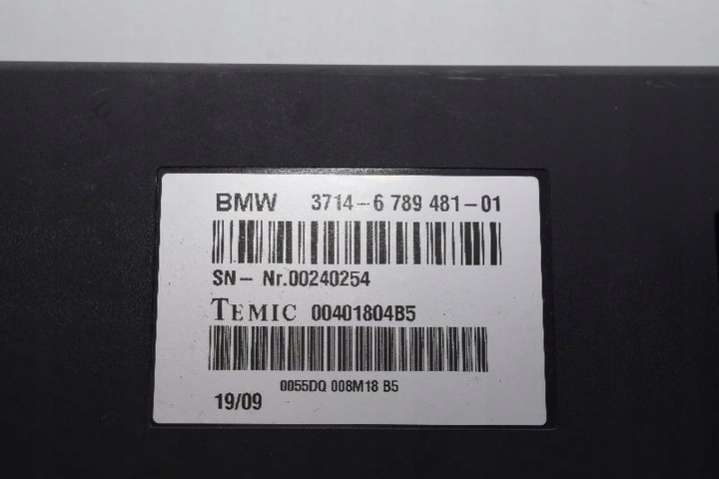 BMW 3714-6 789 481-01
SN- Nr.00240254
TEMIC 00401804B5
0055DQ 008M18 B5
19/09